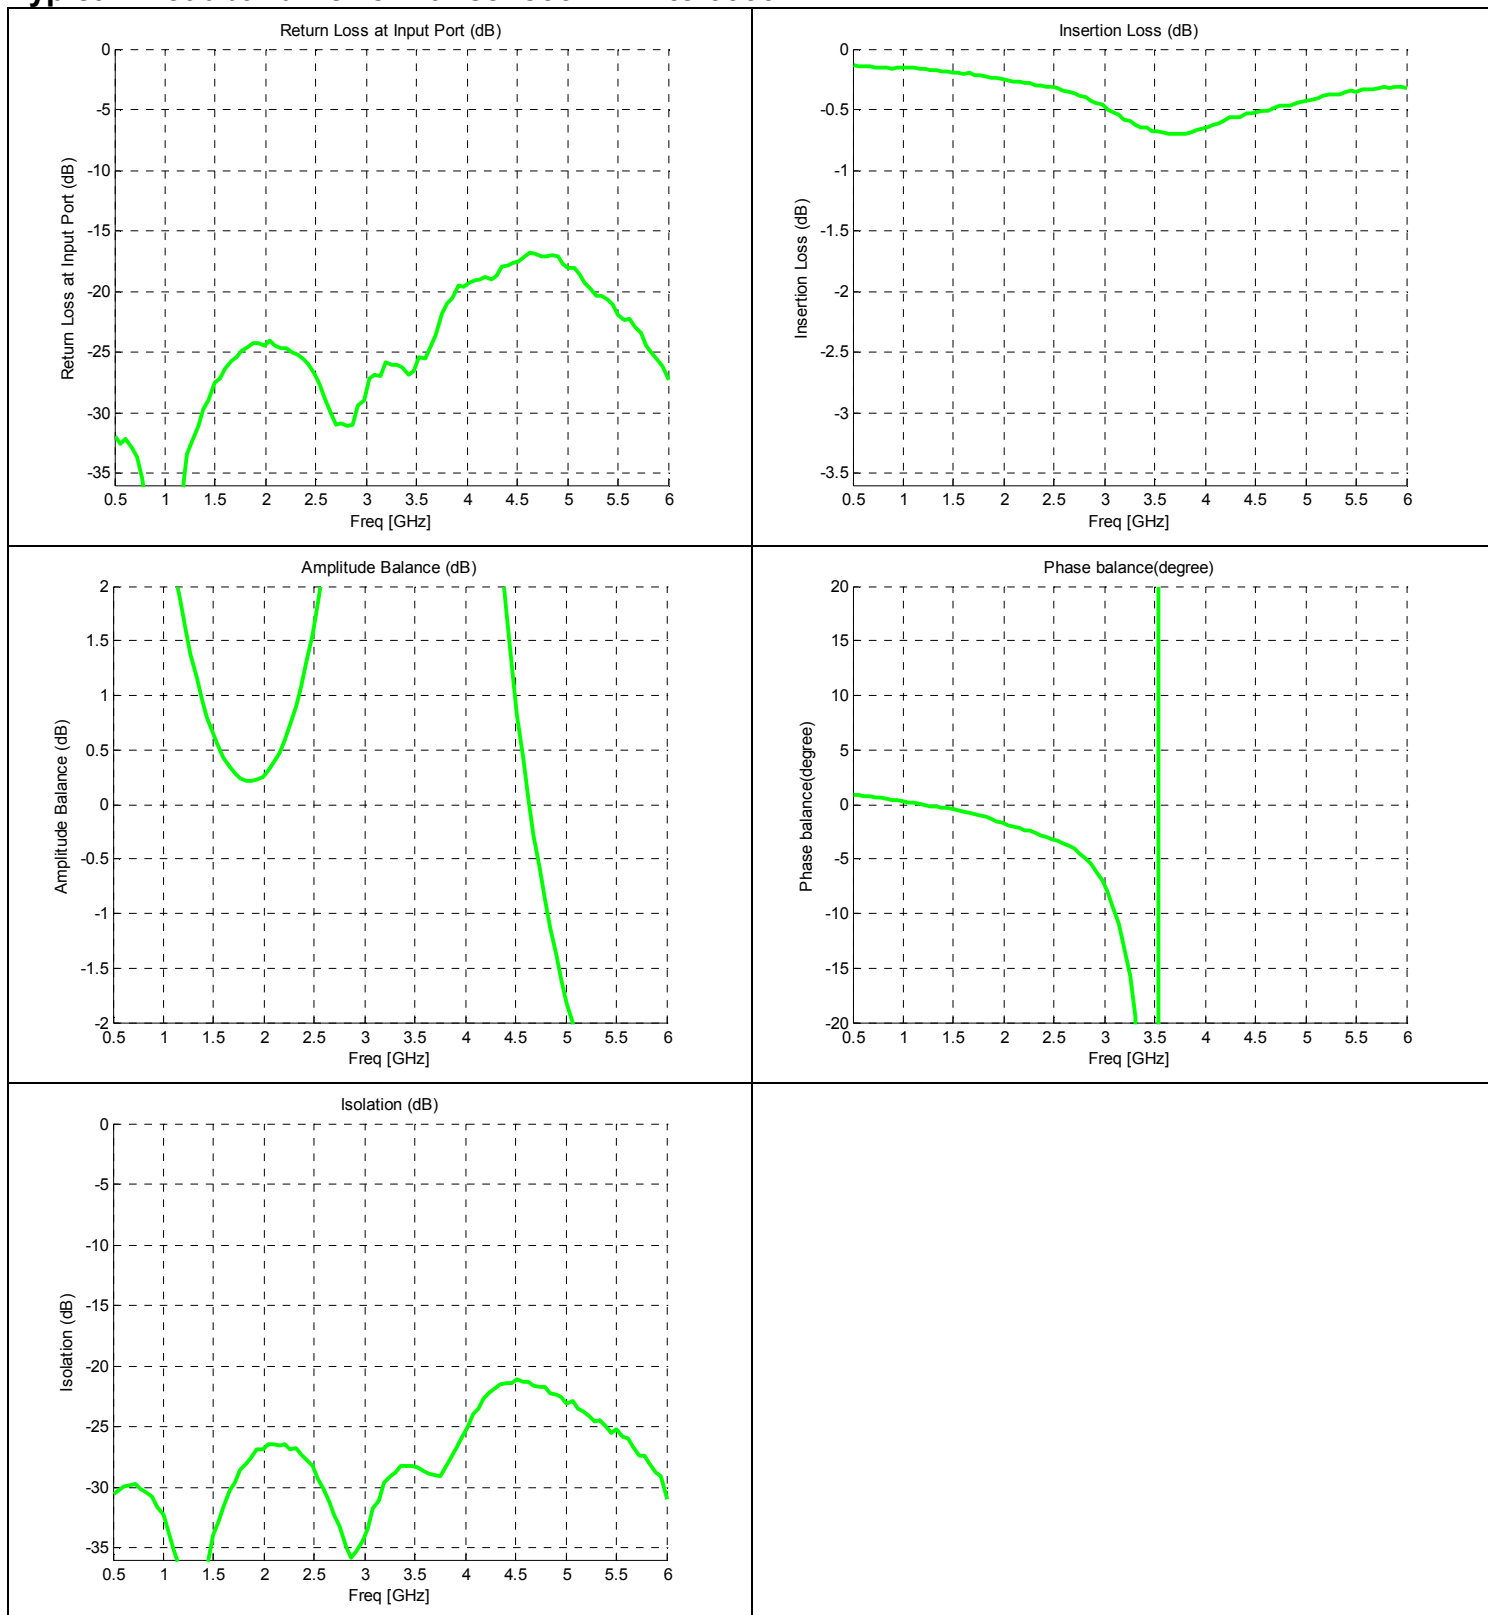 Return Loss at Input Port (dB)
0
-5
-10
-15
-20
-25
-30
-35
Return Loss at Input Port (dB)
0.5 1 1.5 2 2.5 3 3.5 4 4.5 5 5.5 6
Freq [GHz]
Insertion Loss (dB)
0
-0.5
-1
-1.5
-2
-2.5
-3
-3.5
Insertion Loss (dB)
0.5 1 1.5 2 2.5 3 3.5 4 4.5 5 5.5 6
Freq [GHz]
Amplitude Balance (dB)
2
1.5
1
0.5
0
-0.5
-1
-1.5
-2
Amplitude Balance (dB)
0.5 1 1.5 2 2.5 3 3.5 4 4.5 5 5.5 6
Freq [GHz]
Phase balance(degree)
20
15
10
5
0
-5
-10
-15
-20
Phase balance(degree)
0.5 1 1.5 2 2.5 3 3.5 4 4.5 5 5.5 6
Freq [GHz]
Isolation (dB)
0
-5
-10
-15
-20
-25
-30
-35
Isolation (dB)
0.5 1 1.5 2 2.5 3 3.5 4 4.5 5 5.5 6
Freq [GHz]